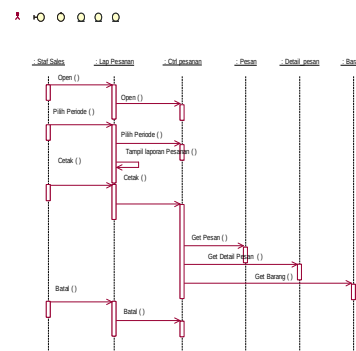 : Staf Sales : Lap Pesanan : Ctrl pesanan : Pesan : Detail_pesan : Bas
Open ( )
Open ( )
Pilih Periode ( )
Pilih Periode ( )
Tampil laporan Pesanan ( )
Cetak ( )
Cetak ( )
Get Pesan ( )
Get Detail Pesan ( )
Get Barang ( )
Batal ( )
Batal ( )